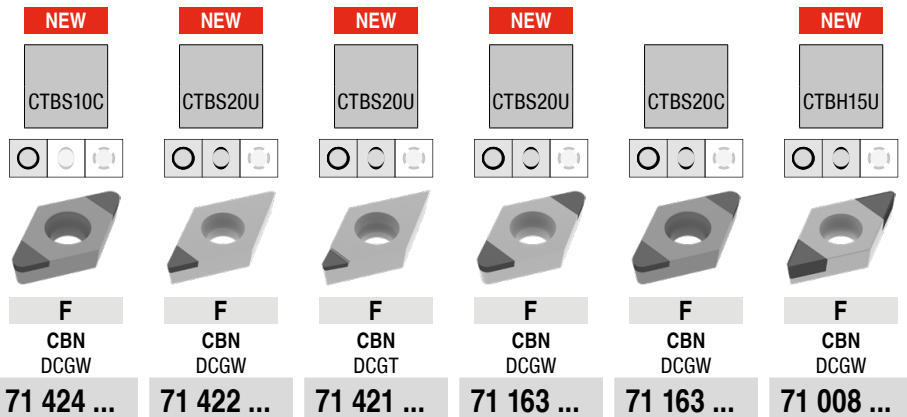 NEW NEW NEW NEW NEW
CTBS10C CTBS20U CTBS20U CTBS20U CTBS20C CTBH15U
F F F F F F
CBN CBN CBN CBN CBN CBN
DCGW DCGW DCGT DCGW DCGW DCGW
71 424 ... 71 422 ... 71 421 ... 71 163 ... 71 163 ... 71 008 ...